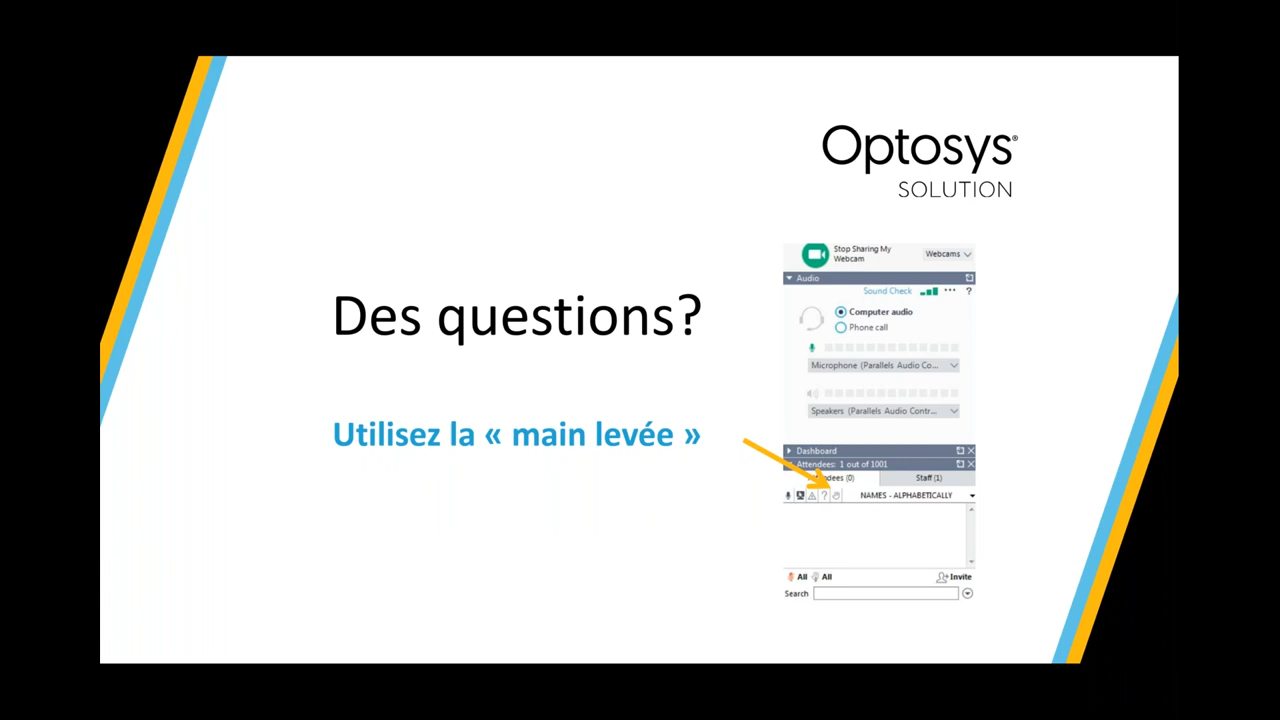 Optosys®
SOLUTION
Des questions?
Utilisez la « main levée »
Stop Sharing My
Webcam
Webcams
Audio
Sound Check ... ?
Computer audio
Phone call
Microphone (Parallels Audio Co...
Speakers (Parallels Audio Contr...
Dashboard
Attendees: 1 out of 1001
dees (0)
Staff (1)
NAMES - ALPHABETICALLY
All All
Invite
Search